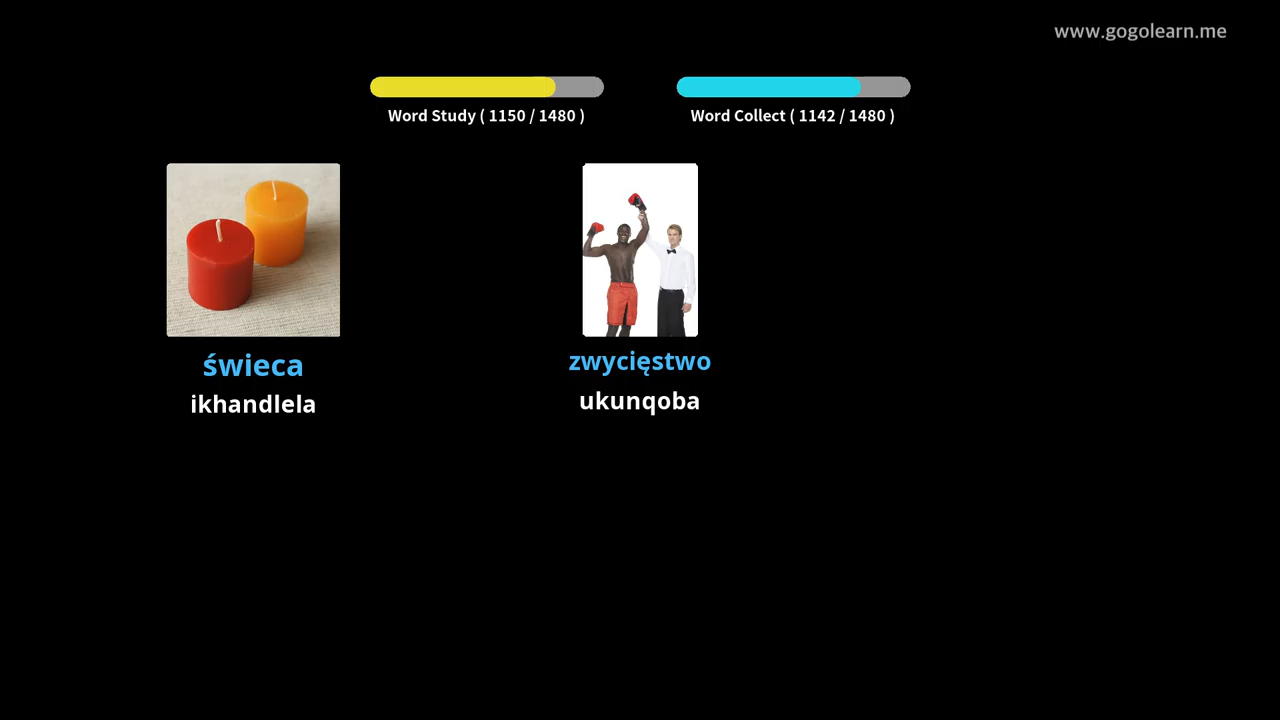 www.gogolearn.me
Word Study ( 1150 / 1480 )
Word Collect ( 1142 / 1480 )
świeca
ikhandlela
zwycięstwo
ukunqoba